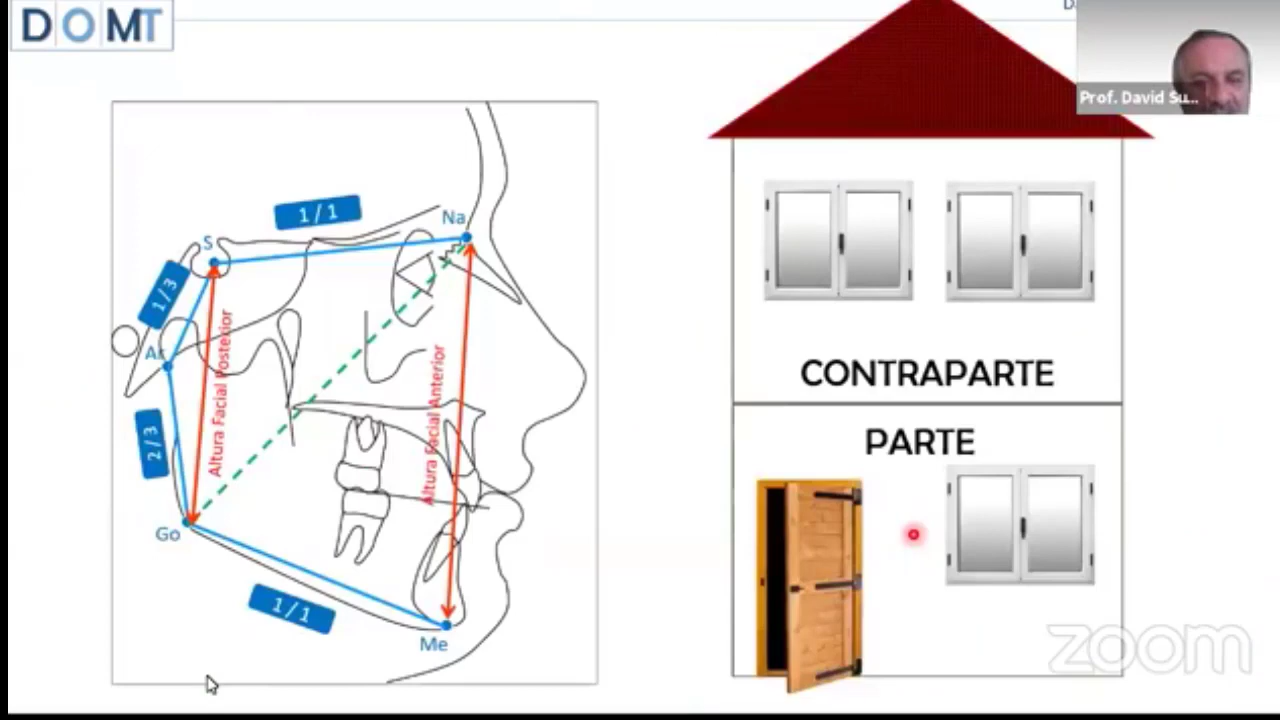 DOMT
Prof. David Su...
1 / 1
Na
S
1 / 3
Ar
Altura Facial Posterior
Altura Facial Anterior
2 / 3
Go
1 / 1
Me
CONTRAPARTE
PARTE
zoom